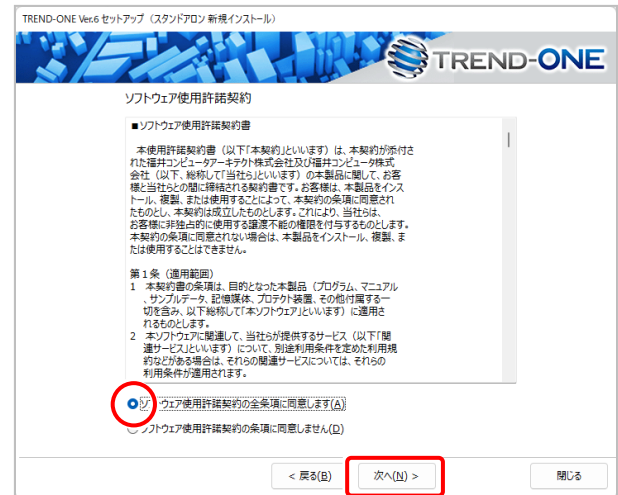 TREND-ONE Ver.6 セットアップ（スタンドアロン 新規インストール）
TREND-ONE
ソフトウェア使用許諾契約
■ソフトウェア使用許諾契約書
本使用許諾契約書（以下「本契約」といいます）は、本契約が添付さ
れた福井コンピュータアーキテクト株式会社及び福井コンピュータ株式
会社（以下、総称して「当社ら」といいます）の本製品に関して、お客
様と当社らとの間に締結される契約書です。お客様は、本製品をインス
トール、複製、または使用することによって、本契約の条項に同意され
たものとし、本契約は成立したものとします。これにより、当社らは、
お客様に非独占的に使用する譲渡不能の権限を付与するものとします。
本契約の条項に同意されない場合は、本製品をインストール、複製、ま
たは使用することはできません。
第１条（適用範囲）
1 本契約書の条項は、目的となった本製品（プログラム、マニュアル
、サンプルデータ、記憶媒体、プロテクト装置、その他付属する一
切を含み、以下総称して「本ソフトウェア」といいます）に適用さ
れるものとします。
2 本ソフトウェアに関連して、当社らが提供するサービス（以下「関
連サービス」といいます）について、別途利用条件を定めた利用規
約などがある場合は、それらの関連サービスについては、それらの
利用条件が適用されます。
ソフトウェア使用許諾契約の全条項に同意します(A)
ソフトウェア使用許諾契約の条項に同意しません(D)
< 戻る(B)
次へ(N) >
閉じる